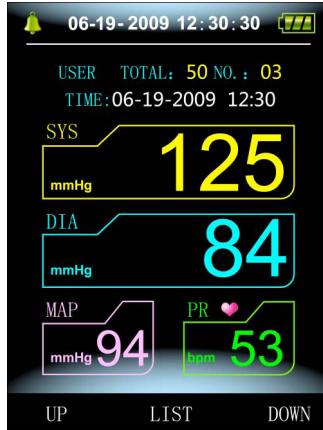 06-19-2009 12:30:30
USER TOTAL: 50 NO.: 03
TIME:06-19-2009 12:30
SYS
mmHg 125
DIA
mmHg 84
MAP PR
mmHg 94 bpm 53
UP LIST DOWN